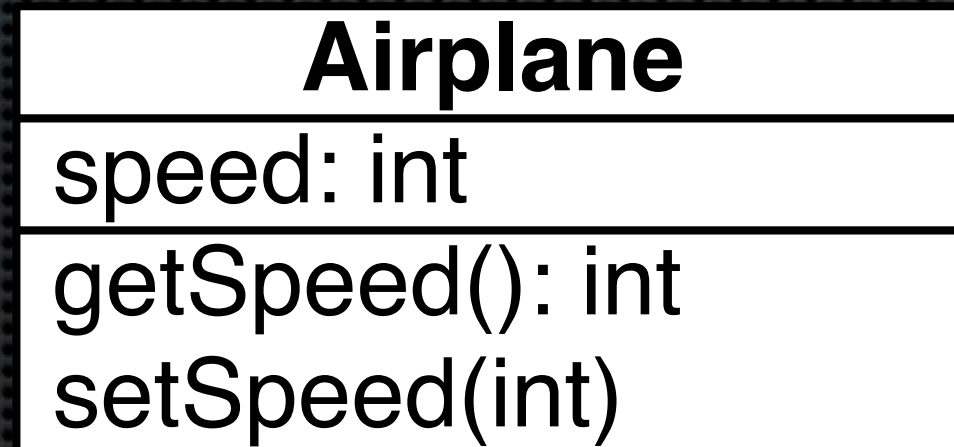 Airplane
speed: int
getSpeed(): int
setSpeed(int)